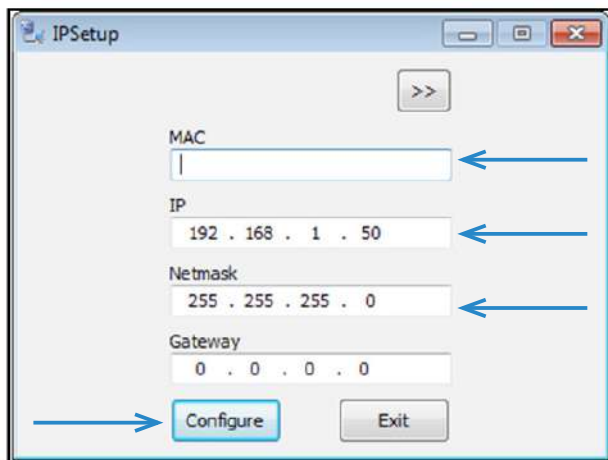 IPSetup
>>
MAC
IP
192 . 168 . 1 . 50
Netmask
255 . 255 . 255 . 0
Gateway
0 . 0 . 0 . 0
Configure Exit